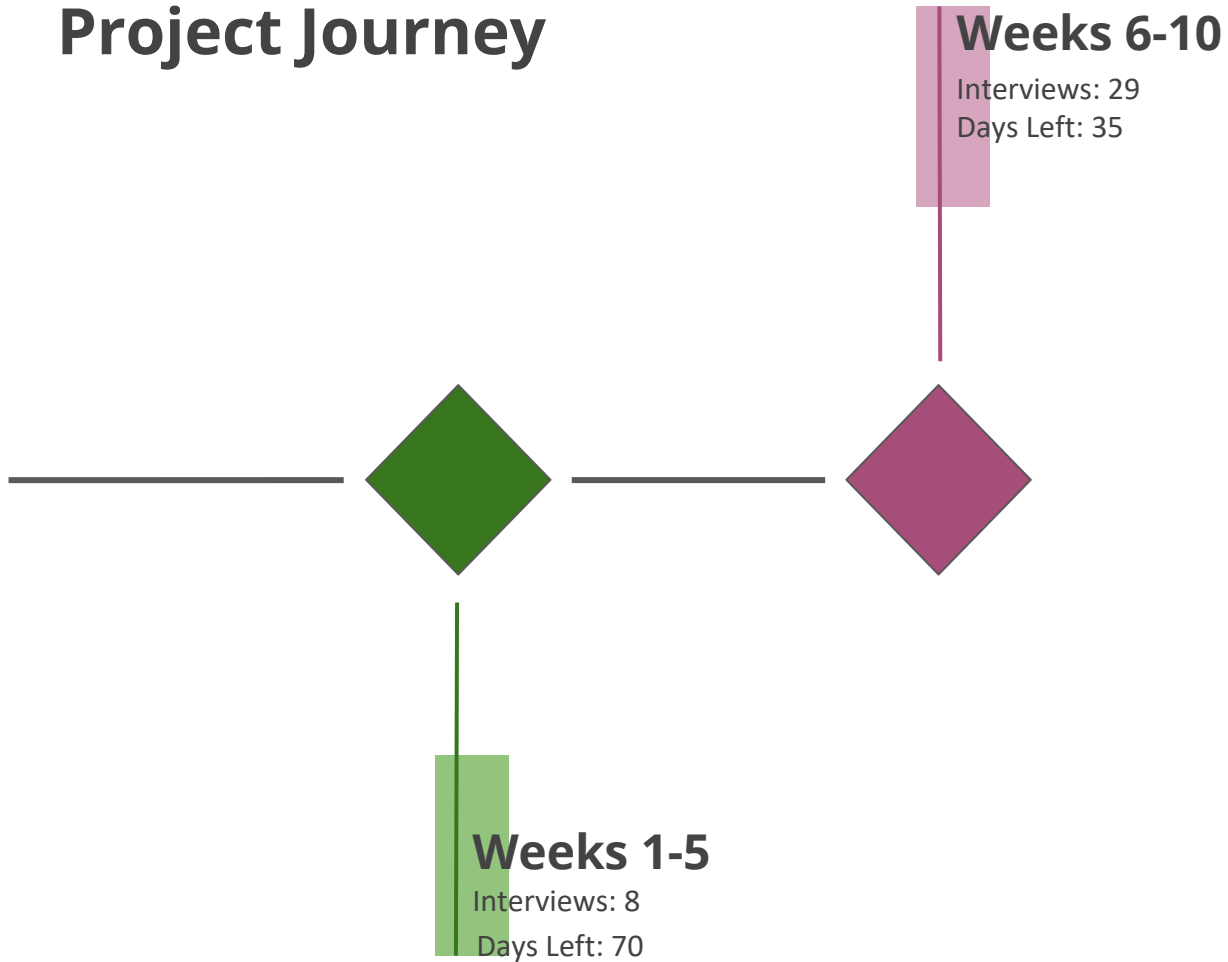 Project Journey
Weeks 6-10
Interviews: 29
Days Left: 35
Weeks 1-5
Interviews: 8
Days Left: 70